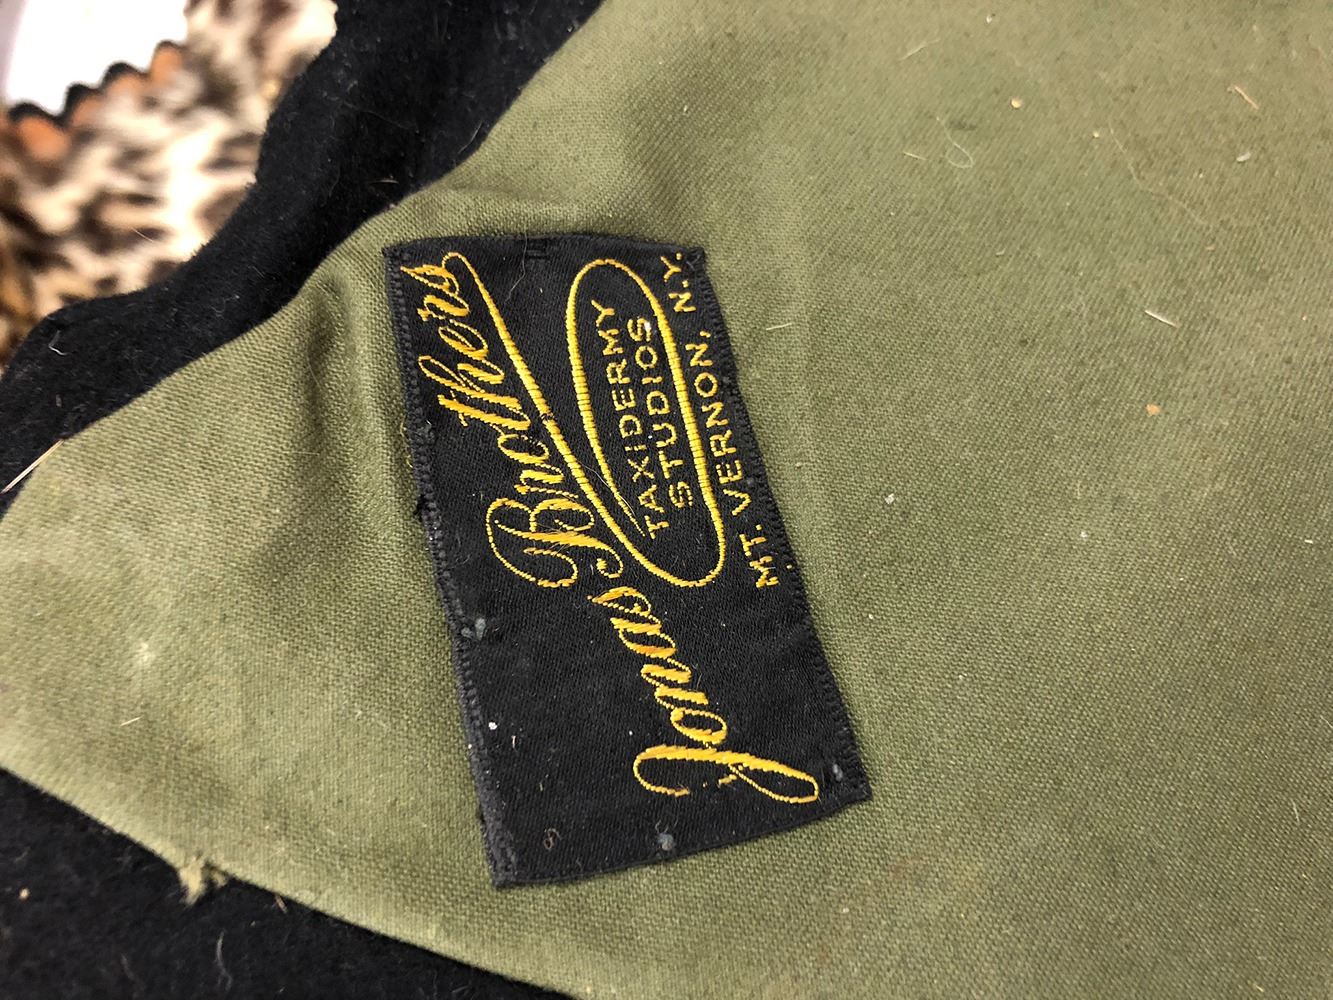 Jonas Brothers
TAXIDERMY
STUDIOS
MT. VERNON, N.Y.